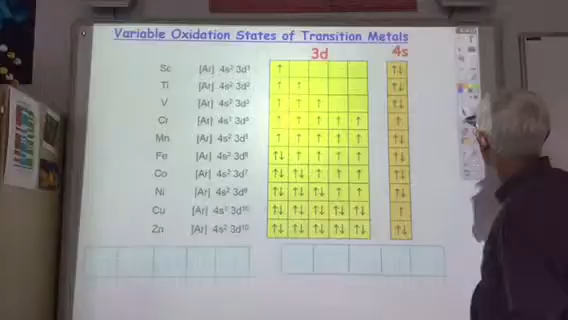 Variable Oxidation States of Transition Metals
3d 4s
Sc [Ar] 4s² 3d¹
Ti [Ar] 4s² 3d²
V [Ar] 4s² 3d³
Cr [Ar] 4s¹ 3d⁵
Mn [Ar] 4s² 3d⁵
Fe [Ar] 4s² 3d⁶
Co [Ar] 4s² 3d⁷
Ni [Ar] 4s² 3d⁸
Cu [Ar] 4s¹ 3d¹⁰
Zn [Ar] 4s² 3d¹⁰